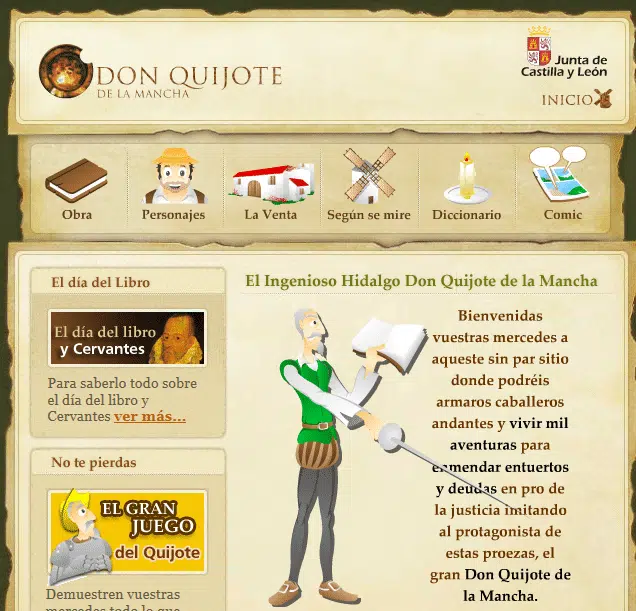 DON QUIJOTE
DE LA MANCHA
Junta de
Castilla y León
INICIO
Obra
Personajes
La Venta
Según se mire
Diccionario
Comic
El día del Libro
El día del libro
y Cervantes
Para saberlo todo sobre
el día del libro y
Cervantes ver más...
No te pierdas
EL GRAN
JUEGO
del Quijote
Demuestren vuestras
mercedes todo lo que
El Ingenioso Hidalgo Don Quijote de la Mancha
Bienvenidas
vuestras mercedes a
aqueste sin par sitio
donde podréis
armaros caballeros
andantes y vivir mil
aventuras para
enmendar entuertos
y deudas en pro de
la justicia imitando
al protagonista de
estas proezas, el
gran Don Quijote de
la Mancha.